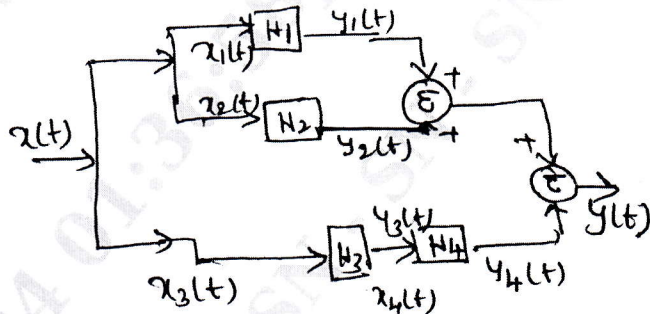 H1
y1(t)
x1(t)
+
x2(t)
Σ
H2
+
y2(t)
x(t)
+
Σ
y(t)
y3(t)
H3
H4
x3(t)
x4(t)
y4(t)